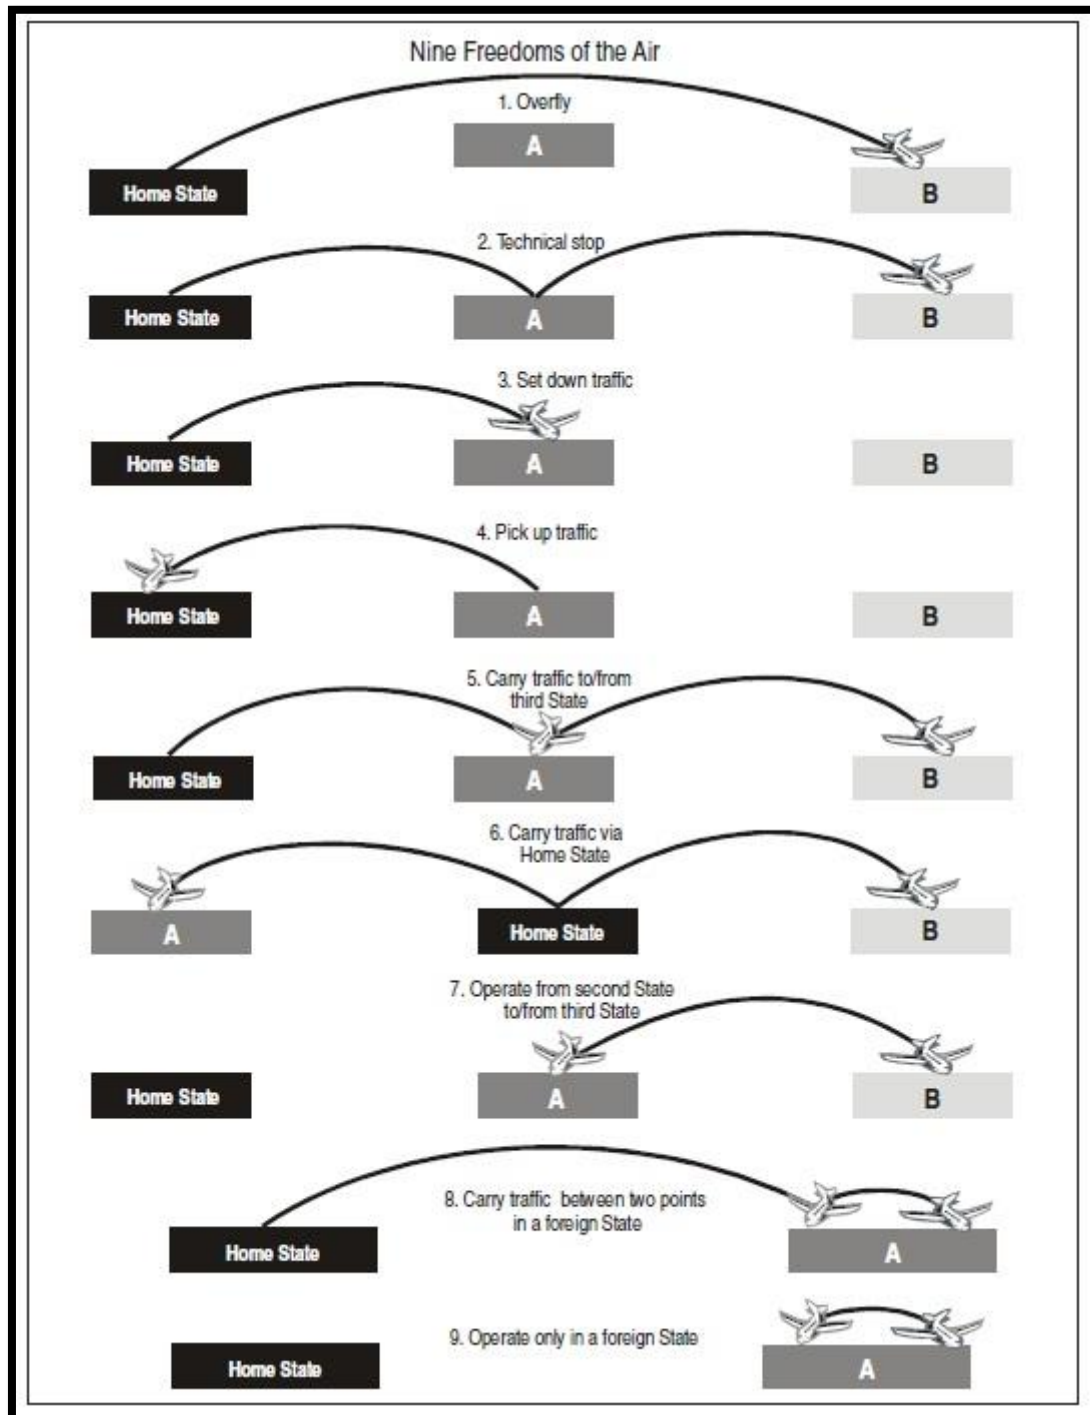 Nine Freedoms of the Air
1. Overfly
A
Home State
B
2. Technical stop
Home State
A
B
3. Set down traffic
Home State
A
B
4. Pick up traffic
Home State
A
B
5. Carry traffic to/from
third State
Home State
A
B
6. Carry traffic via
Home State
A
Home State
B
7. Operate from second State
to/from third State
Home State
A
B
8. Carry traffic between two points
in a foreign State
Home State
A
9. Operate only in a foreign State
Home State
A